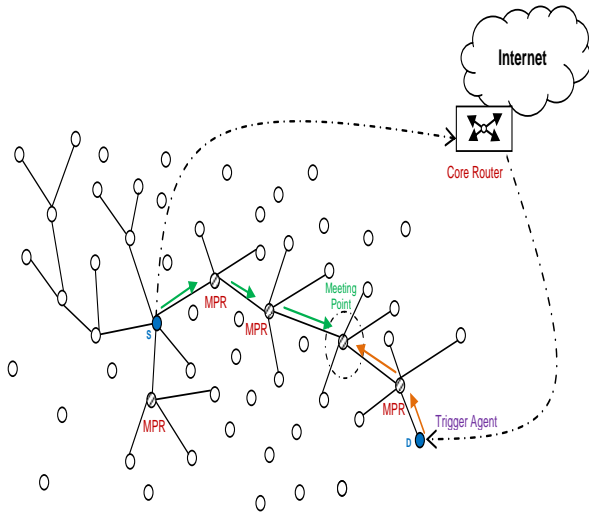 Internet
Core Router
Meeting
Point
MPR
MPR
S
MPR
MPR
Trigger Agent
D